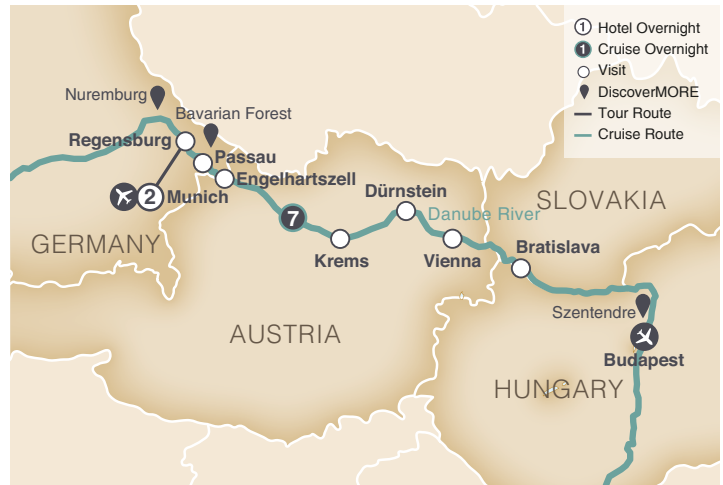 1 Hotel Overnight
1 Cruise Overnight
Visit
DiscoverMORE
Tour Route
Cruise Route
Nuremburg
Bavarian Forest
Regensburg
Passau
Engelhartszell
2 Munich
GERMANY
7
Dürnstein
Danube River
SLOVAKIA
Krems
Vienna
Bratislava
Szentendre
AUSTRIA
Budapest
HUNGARY